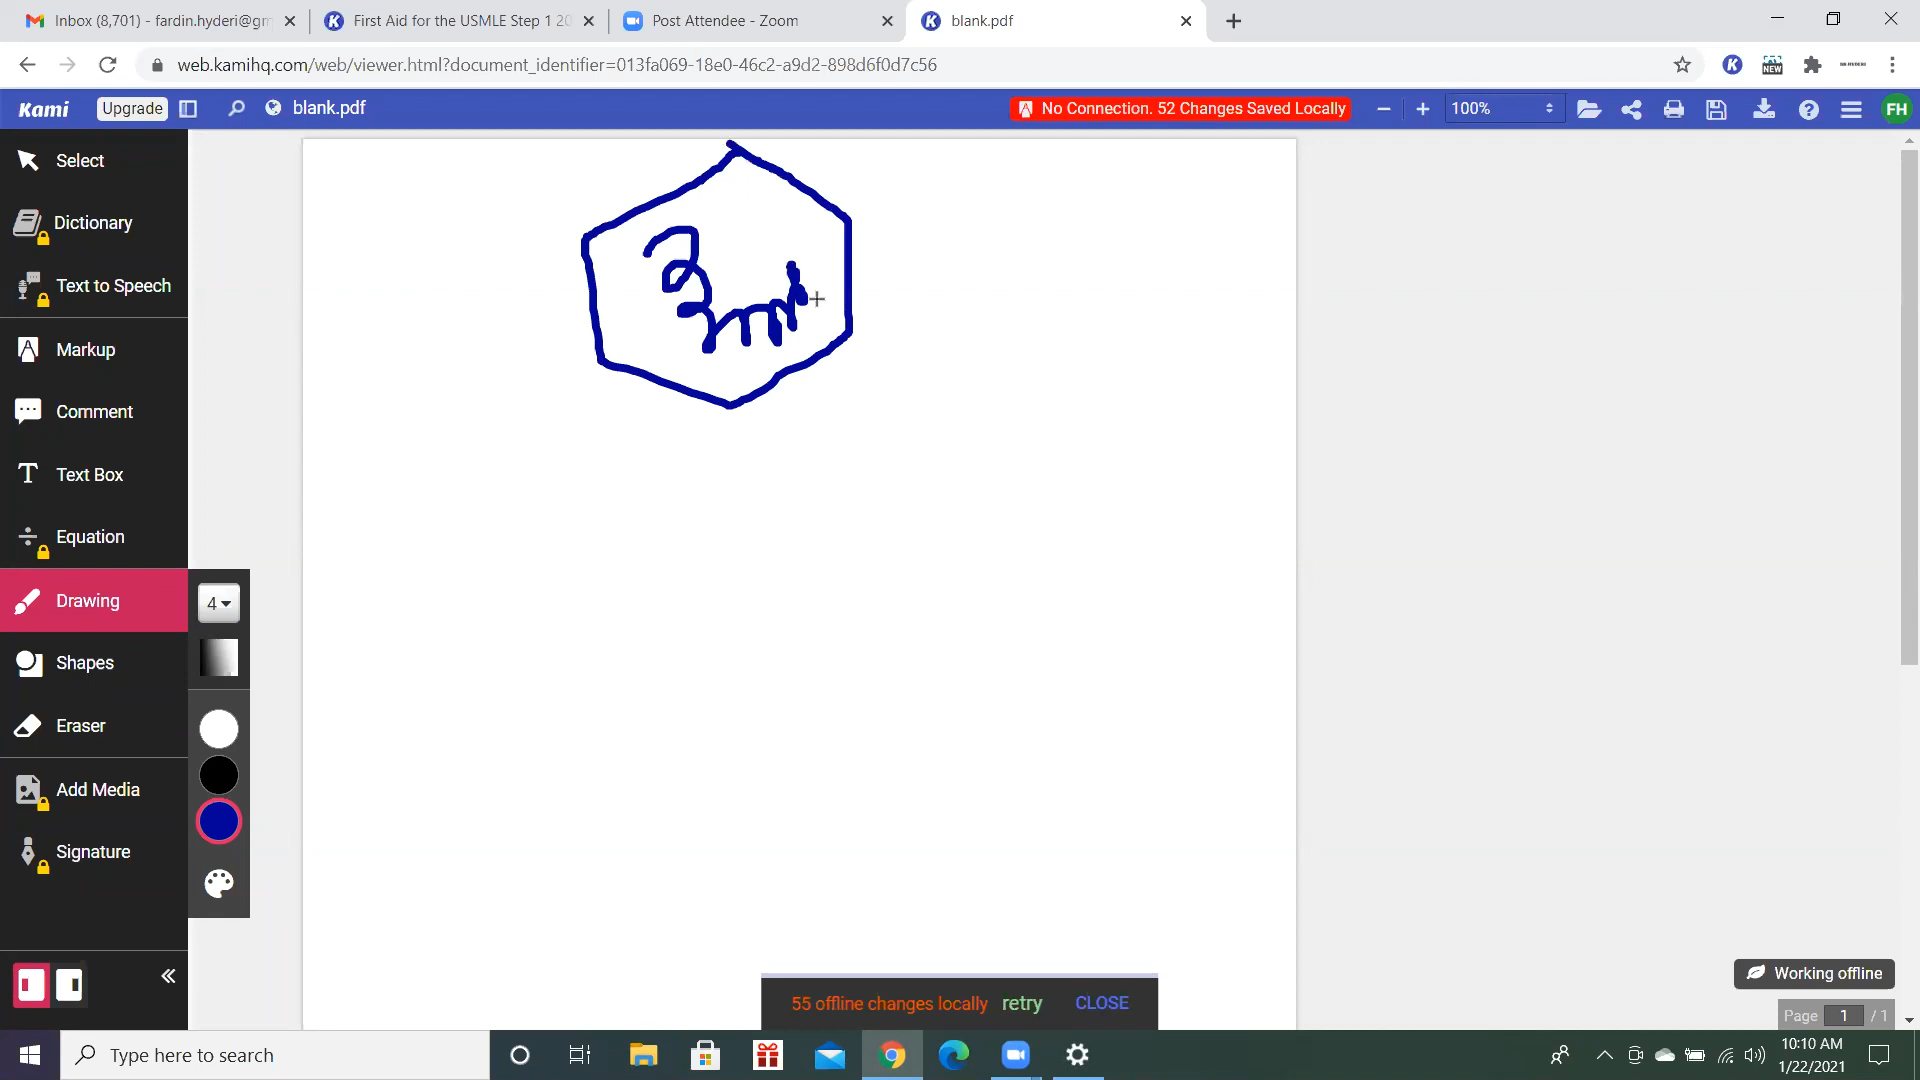 Inbox (8,701) - fardin.hyderi@gm
First Aid for the USMLE Step 1 20
Post Attendee - Zoom
blank.pdf
web.kamihq.com/web/viewer.html?document_identifier=013fa069-18e0-46c2-a9d2-898d6f0d7c56
NEW
Kami
Upgrade
blank.pdf
No Connection. 52 Changes Saved Locally
100%
FH
Select
Dictionary
Text to Speech
Markup
Comment
Text Box
Equation
Drawing
4
Shapes
Eraser
Add Media
Signature
Working offline
55 offline changes locally retry CLOSE
Page 1 / 1
Type here to search
10:10 AM
1/22/2021